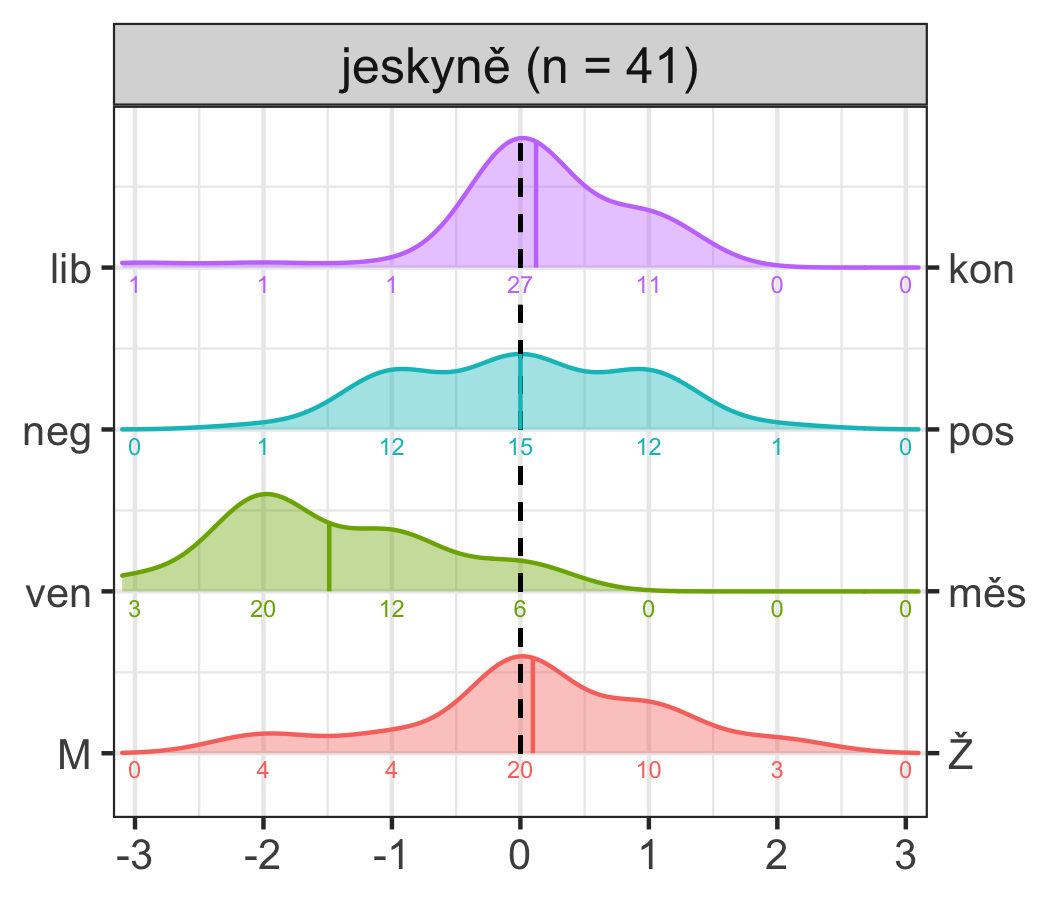 jeskyně (n = 41)
lib kon
1 1 1 27 11 0 0
neg pos
0 1 12 15 12 1 0
ven měs
3 20 12 6 0 0 0
M Ž
0 4 4 20 10 3 0
-3 -2 -1 0 1 2 3